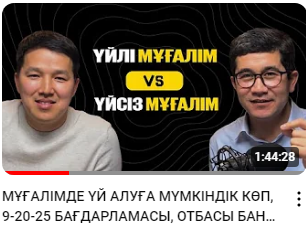 ҮЙЛІ МҰҒАЛІМ
VS
ҮЙСІЗ МҰҒАЛІМ
1:44:28
МҰҒАЛІМДЕ ҮЙ АЛУҒА МҮМКІНДІК КӨП,
9-20-25 БАҒДАРЛАМАСЫ, ОТБАСЫ БАН...